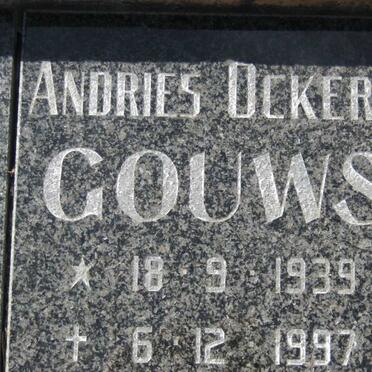 ANDRIES OCKER
GOUWS
★ 18·9·1939
✝ 6·12·1997